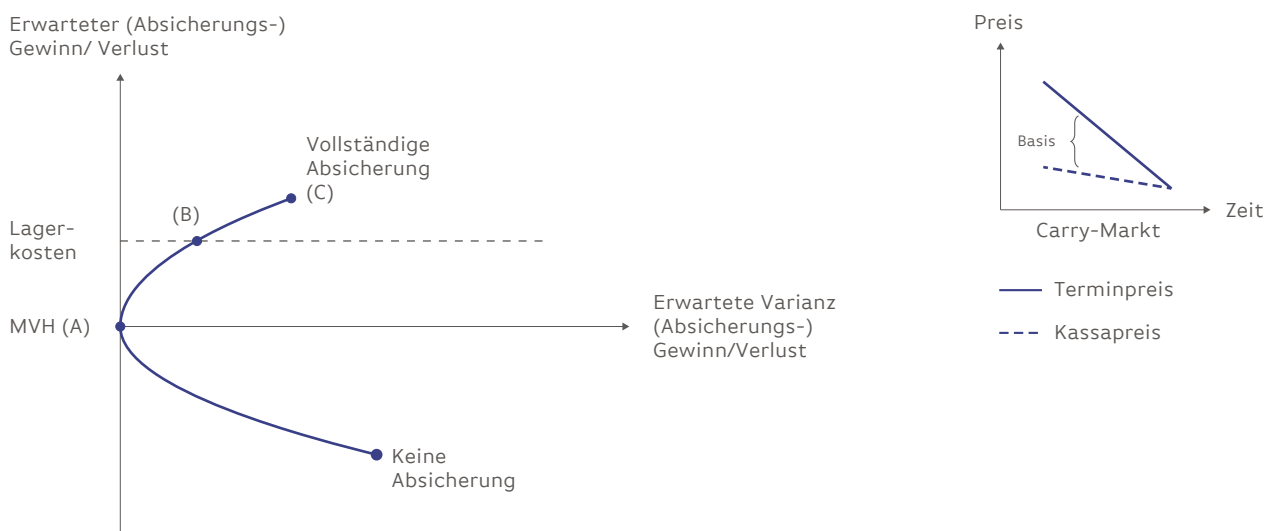 Erwarteter (Absicherungs-)
Gewinn/ Verlust
Vollständige
Absicherung
(C)
(B)
Lager-
kosten
MVH (A)
Erwartete Varianz
(Absicherungs-)
Gewinn/Verlust
Keine
Absicherung
Preis
Basis
Zeit
Carry-Markt
Terminpreis
Kassapreis